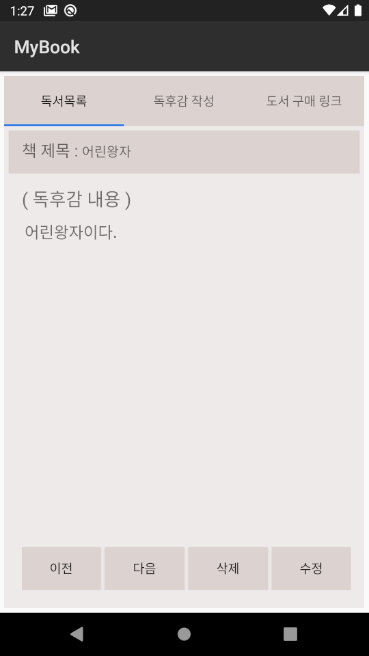 1:27
MyBook
독서목록 독후감 작성 도서 구매 링크
책 제목 : 어린왕자
( 독후감 내용 )
어린왕자이다.
이전 다음 삭제 수정